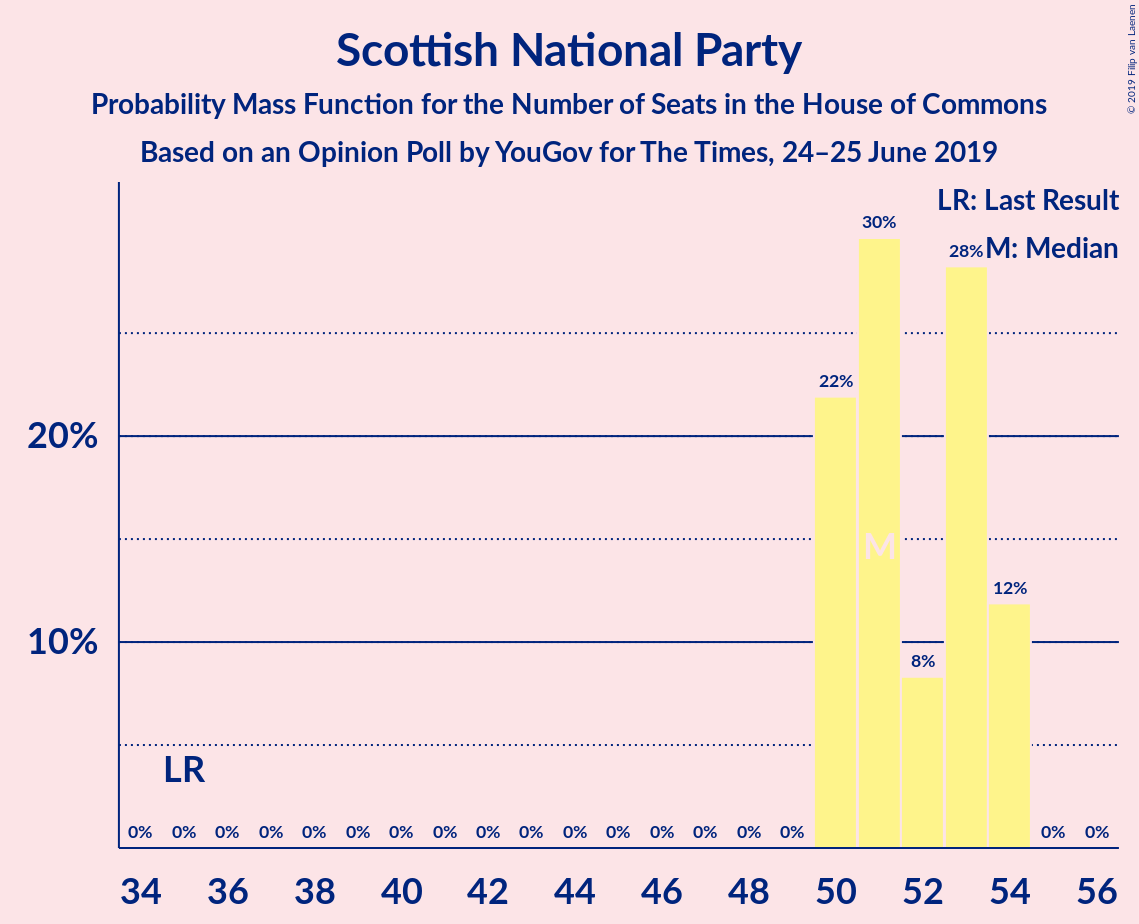 Scottish National Party
Probability Mass Function for the Number of Seats in the House of Commons
Based on an Opinion Poll by YouGov for The Times, 24–25 June 2019
© 2019 Filip van Laenen
LR: Last Result
M: Median
30%
28%
22%
20%
M
12%
10%
8%
LR
0% 0% 0% 0% 0% 0% 0% 0% 0% 0% 0% 0% 0% 0% 0% 0% 0% 0%
34 36 38 40 42 44 46 48 50 52 54 56